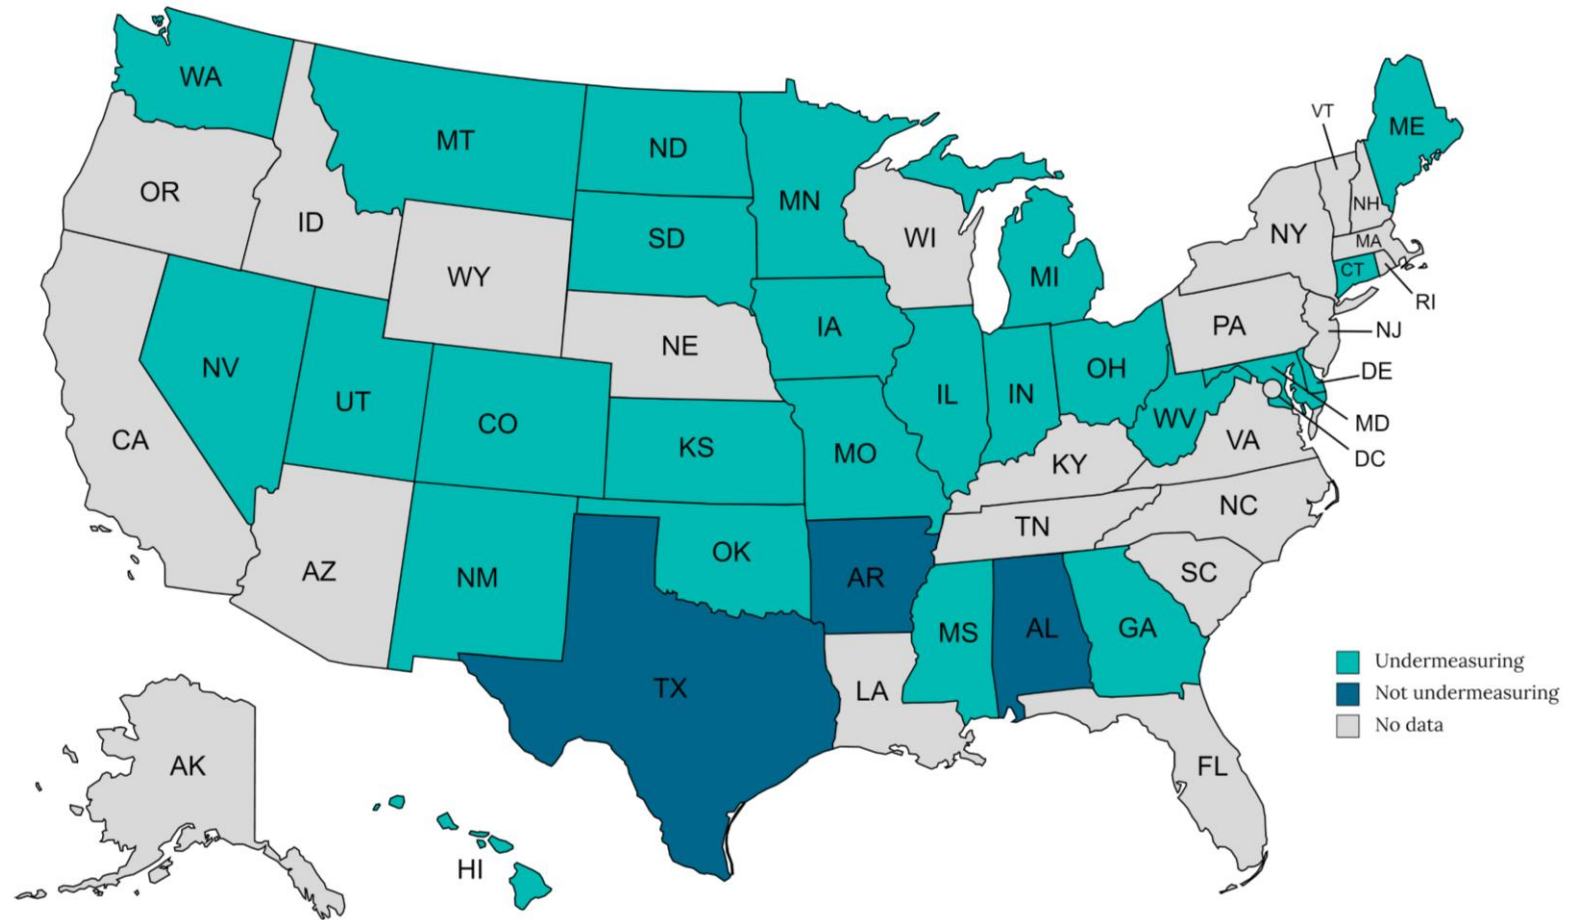 WA
MT
ND
MN
VT
ME
OR
ID
SD
WI
NH
NY
MA
WY
MI
CT
RI
NE
IA
PA
NJ
NV
UT
CO
IL
IN
OH
DE
CA
KS
MO
WV
VA
MD
KY
DC
NC
TN
AZ
NM
OK
AR
SC
MS
AL
GA
TX
LA
Undermeasuring
Not undermeasuring
No data
AK
FL
HI